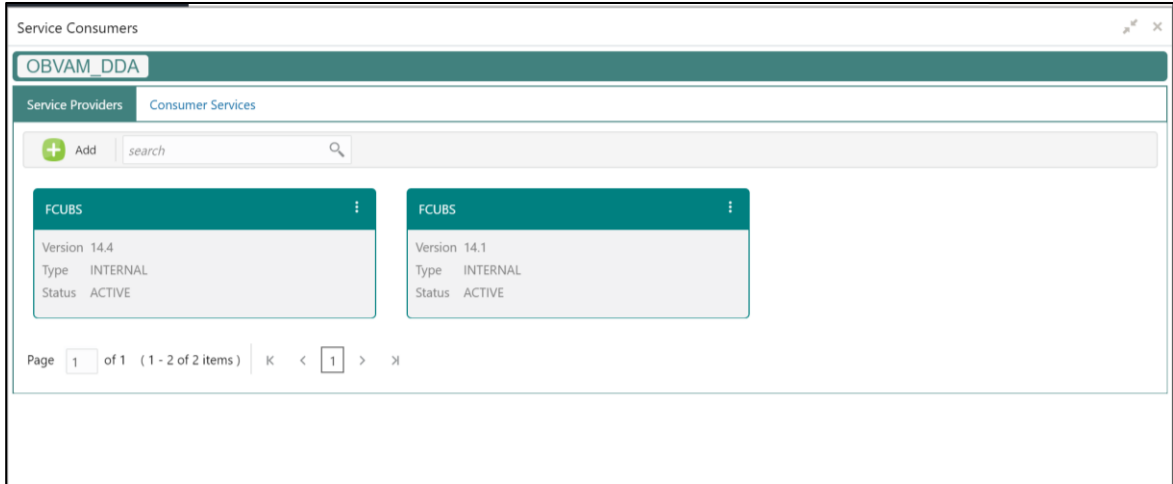 Service Consumers
OBVAM_DDA
Service Providers Consumer Services
Add search
FCUBS
Version 14.4
Type INTERNAL
Status ACTIVE
FCUBS
Version 14.1
Type INTERNAL
Status ACTIVE
Page 1 of 1 ( 1 - 2 of 2 items ) 1